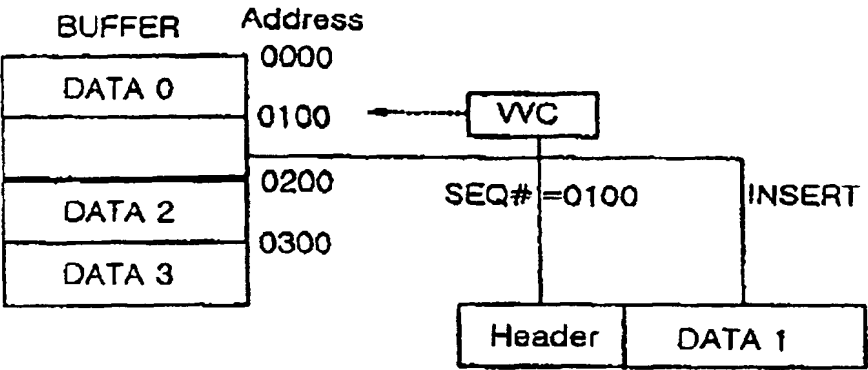 BUFFER Address
0000
DATA 0
0100
VVC
0200
SEQ# =0100
INSERT
DATA 2
0300
DATA 3
Header
DATA 1